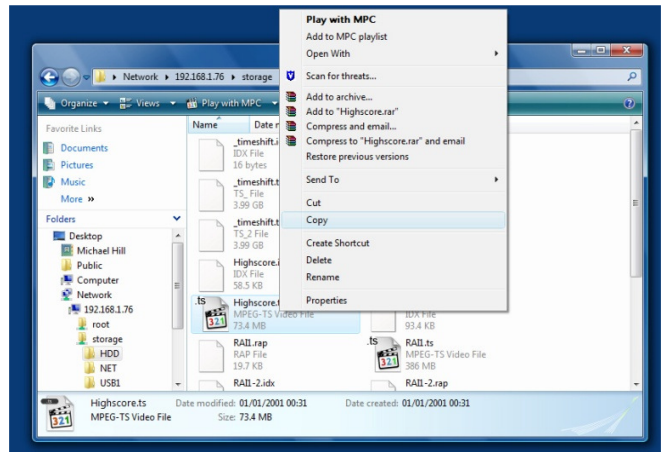 Play with MPC
Add to MPC playlist
Open With
Scan for threats...
Add to archive...
Add to "Highscore.rar"
Compress and email...
Compress to "Highscore.rar" and email
Restore previous versions
Send To
Cut
Copy
Create Shortcut
Delete
Rename
Properties
Network
192.168.1.76
storage
Organize
Views
Play with MPC
Favorite Links
Documents
Pictures
Music
More »
Folders
Desktop
Michael Hill
Public
Computer
Network
192.168.1.76
root
storage
HDD
NET
USB1
Name
Date
_timeshift.i
IDX File
16 bytes
_timeshift.t
TS_ File
3.99 GB
_timeshift.t
TS_2 File
3.99 GB
Highscore.i
IDX File
58.5 KB
.ts
321
Highscore.t
MPEG-TS Video File
73.4 MB
IDX File
93.4 KB
RAI1.rap
RAP File
19.7 KB
.ts
321
RAI1.ts
MPEG-TS Video File
386 MB
RAI1-2.idx
RAI1-2.rap
321
Highscore.ts
MPEG-TS Video File
Date modified: 01/01/2001 00:31
Size: 73.4 MB
Date created: 01/01/2001 00:31